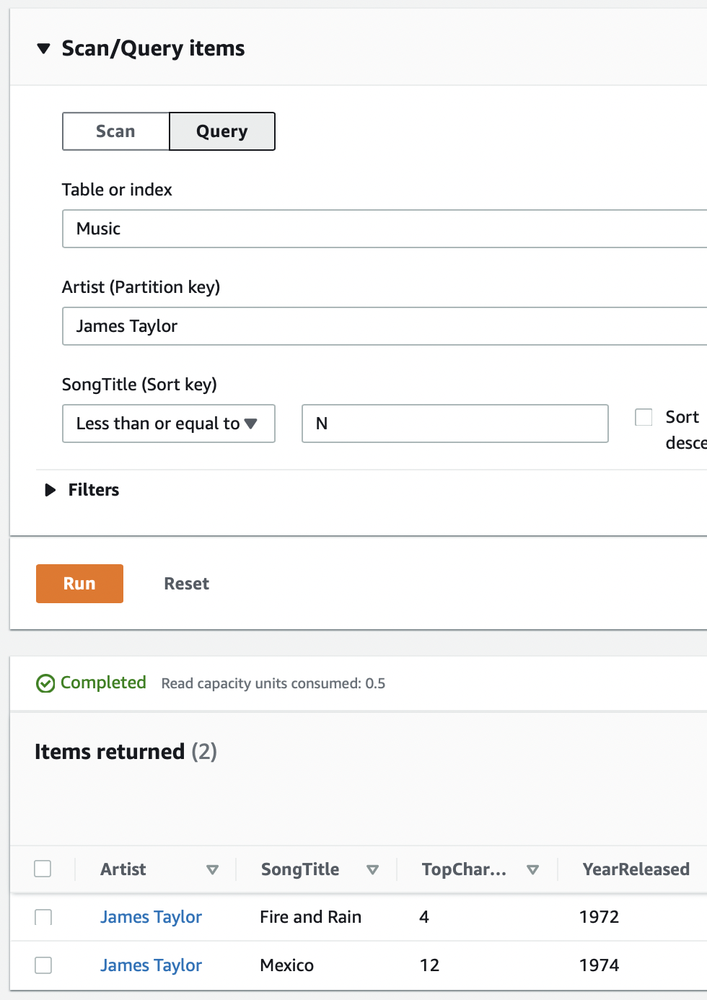 Scan/Query items
Scan Query
Table or index
Music
Artist (Partition key)
James Taylor
SongTitle (Sort key)
Less than or equal to N Sort
desce
Filters
Run Reset
Completed Read capacity units consumed: 0.5
Items returned (2)
Artist SongTitle TopChar... YearReleased
James Taylor Fire and Rain 4 1972
James Taylor Mexico 12 1974